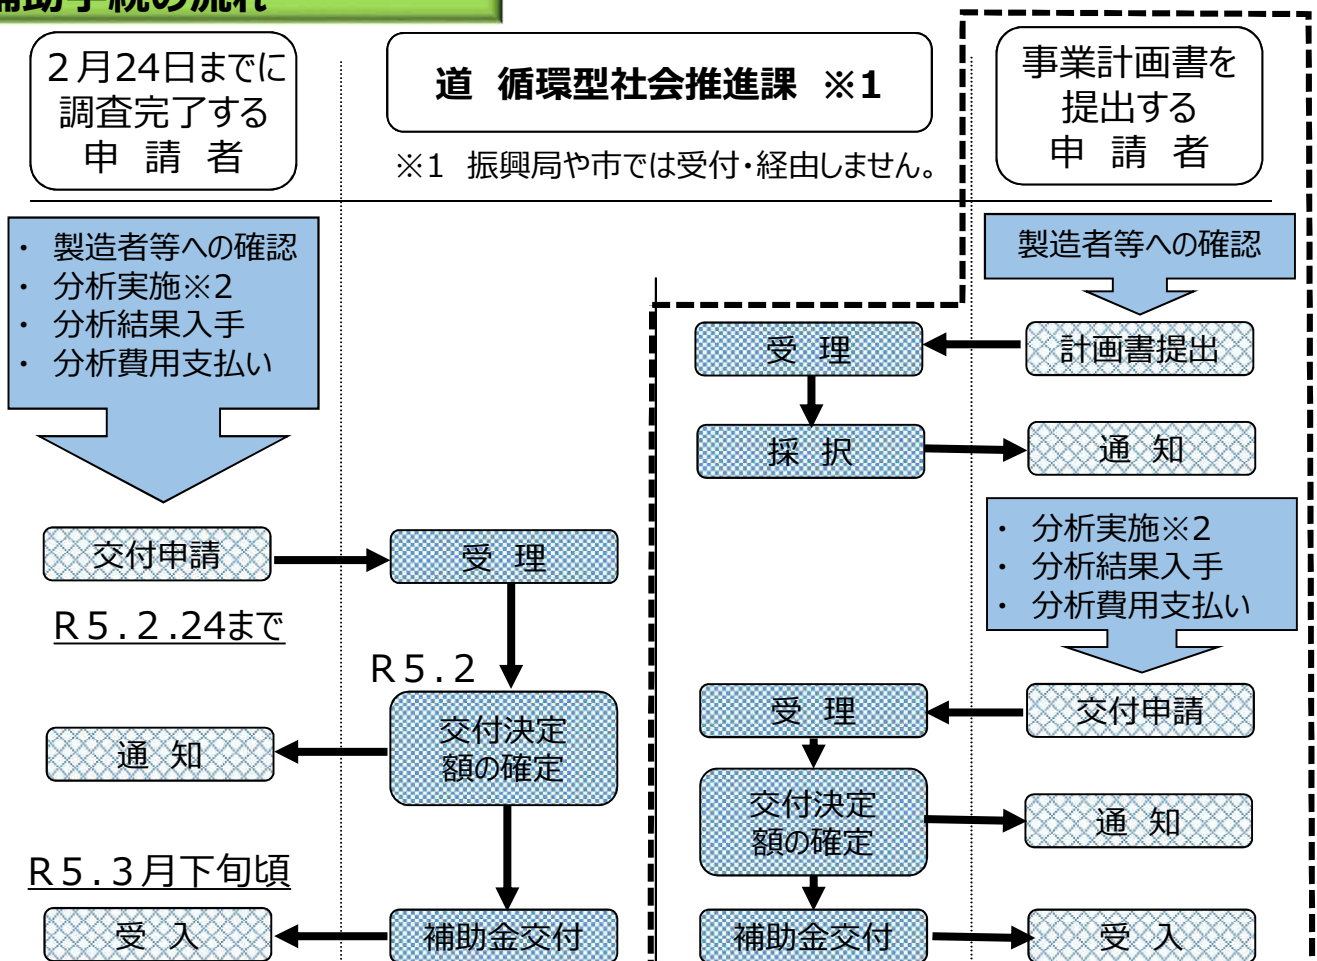 補助手続の流れ
２月24日までに
調査完了する
申 請 者
道 循環型社会推進課 ※1
※1 振興局や市では受付・経由しません。
事業計画書を
提出する
申 請 者
・ 製造者等への確認
・ 分析実施※2
・ 分析結果入手
・ 分析費用支払い
製造者等への確認
受 理
計画書提出
採 択
通 知
・ 分析実施※2
・ 分析結果入手
・ 分析費用支払い
交付申請
受 理
R５.２.24まで
R５.２
交付決定
額の確定
通 知
受 理
交付申請
交付決定
額の確定
通 知
R５.３月下旬頃
受 入
補助金交付
補助金交付
受 入